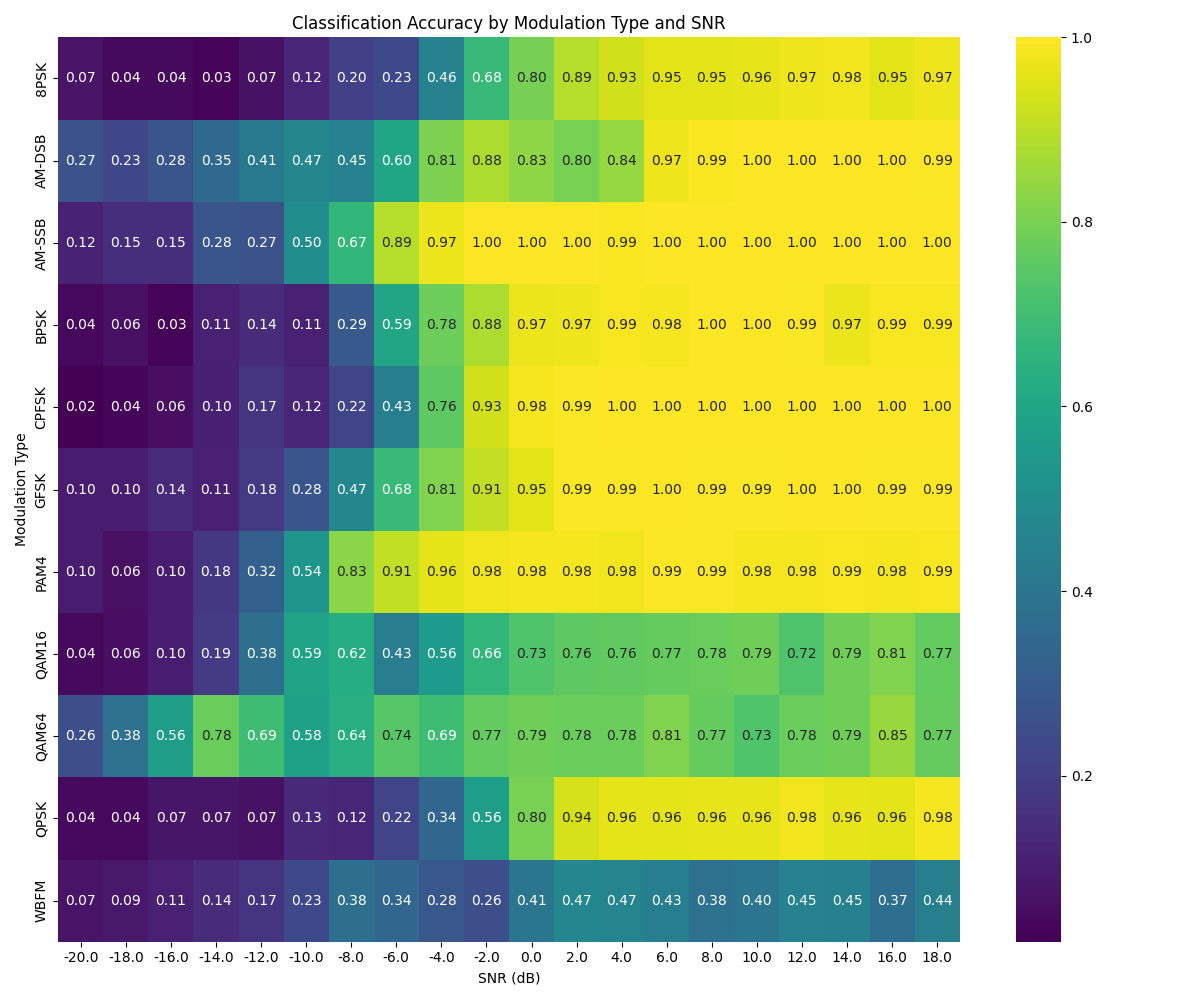 Classification Accuracy by Modulation Type and SNR
8PSK 0.07 0.04 0.04 0.03 0.07 0.12 0.20 0.23 0.46 0.68 0.80 0.89 0.93 0.95 0.95 0.96 0.97 0.98 0.95 0.97
AM-DSB 0.27 0.23 0.28 0.35 0.41 0.47 0.45 0.60 0.81 0.88 0.83 0.80 0.84 0.97 0.99 1.00 1.00 1.00 1.00 0.99
AM-SSB 0.12 0.15 0.15 0.28 0.27 0.50 0.67 0.89 0.97 1.00 1.00 1.00 0.99 1.00 1.00 1.00 1.00 1.00 1.00 1.00
BPSK 0.04 0.06 0.03 0.11 0.14 0.11 0.29 0.59 0.78 0.88 0.97 0.97 0.99 0.98 1.00 1.00 0.99 0.97 0.99 0.99
CPFSK 0.02 0.04 0.06 0.10 0.17 0.12 0.22 0.43 0.76 0.93 0.98 0.99 1.00 1.00 1.00 1.00 1.00 1.00 1.00 1.00
GFSK 0.10 0.10 0.14 0.11 0.18 0.28 0.47 0.68 0.81 0.91 0.95 0.99 0.99 1.00 0.99 0.99 1.00 1.00 0.99 0.99
PAM4 0.10 0.06 0.10 0.18 0.32 0.54 0.83 0.91 0.96 0.98 0.98 0.98 0.98 0.99 0.99 0.98 0.98 0.99 0.98 0.99
QAM16 0.04 0.06 0.10 0.19 0.38 0.59 0.62 0.43 0.56 0.66 0.73 0.76 0.76 0.77 0.78 0.79 0.72 0.79 0.81 0.77
QAM64 0.26 0.38 0.56 0.78 0.69 0.58 0.64 0.74 0.69 0.77 0.79 0.78 0.78 0.81 0.77 0.73 0.78 0.79 0.85 0.77
QPSK 0.04 0.04 0.07 0.07 0.07 0.13 0.12 0.22 0.34 0.56 0.80 0.94 0.96 0.96 0.96 0.96 0.98 0.96 0.96 0.98
WBFM 0.07 0.09 0.11 0.14 0.17 0.23 0.38 0.34 0.28 0.26 0.41 0.47 0.47 0.43 0.38 0.40 0.45 0.45 0.37 0.44
-20.0 -18.0 -16.0 -14.0 -12.0 -10.0 -8.0 -6.0 -4.0 -2.0 0.0 2.0 4.0 6.0 8.0 10.0 12.0 14.0 16.0 18.0
SNR (dB)
Modulation Type
1.0
0.8
0.6
0.4
0.2